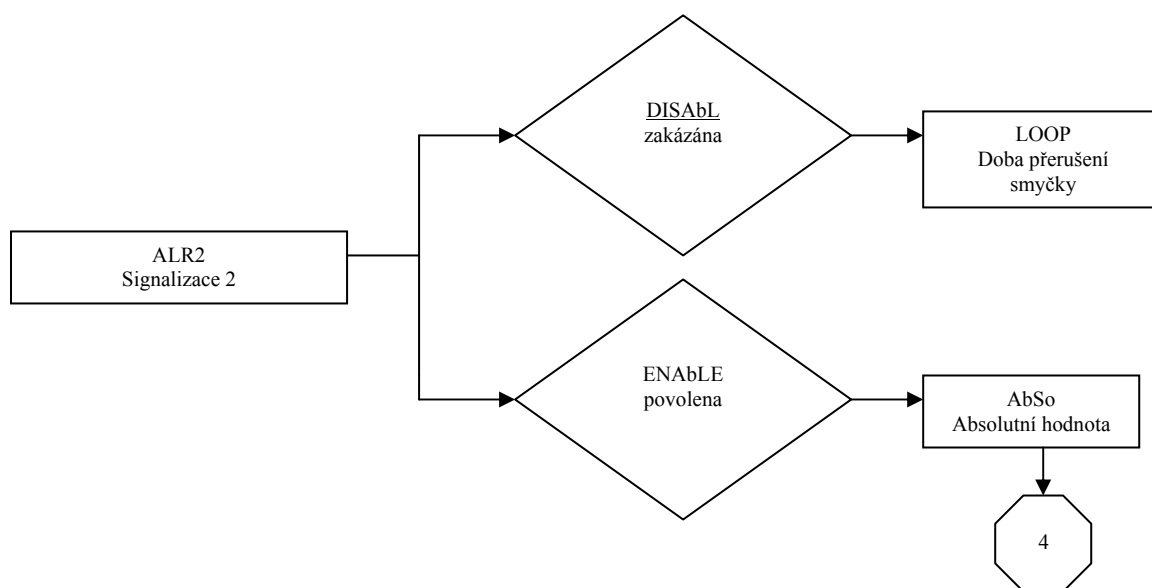 DISAbL
zakázána
LOOP
Doba přerušení
smyčky
ALR2
Signalizace 2
ENAbLE
povolena
AbSo
Absolutní hodnota
4